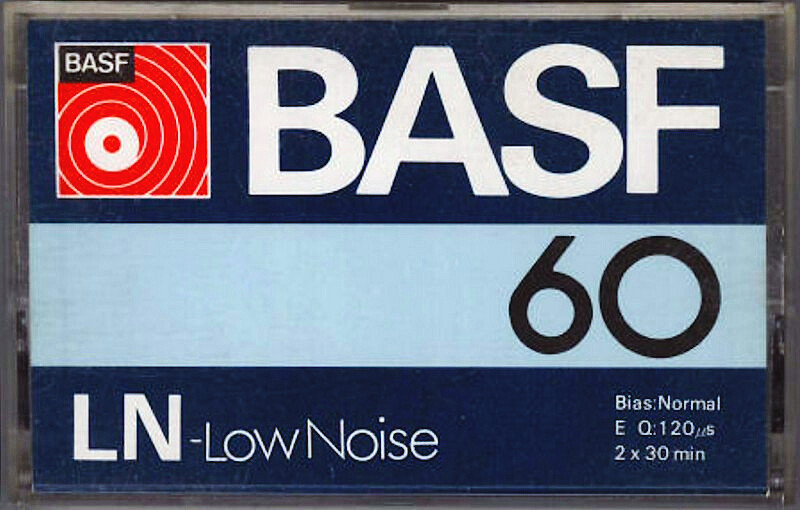 BASF
BASF
60
LN-Low Noise
Bias:Normal
E Q:120µs
2 x 30 min